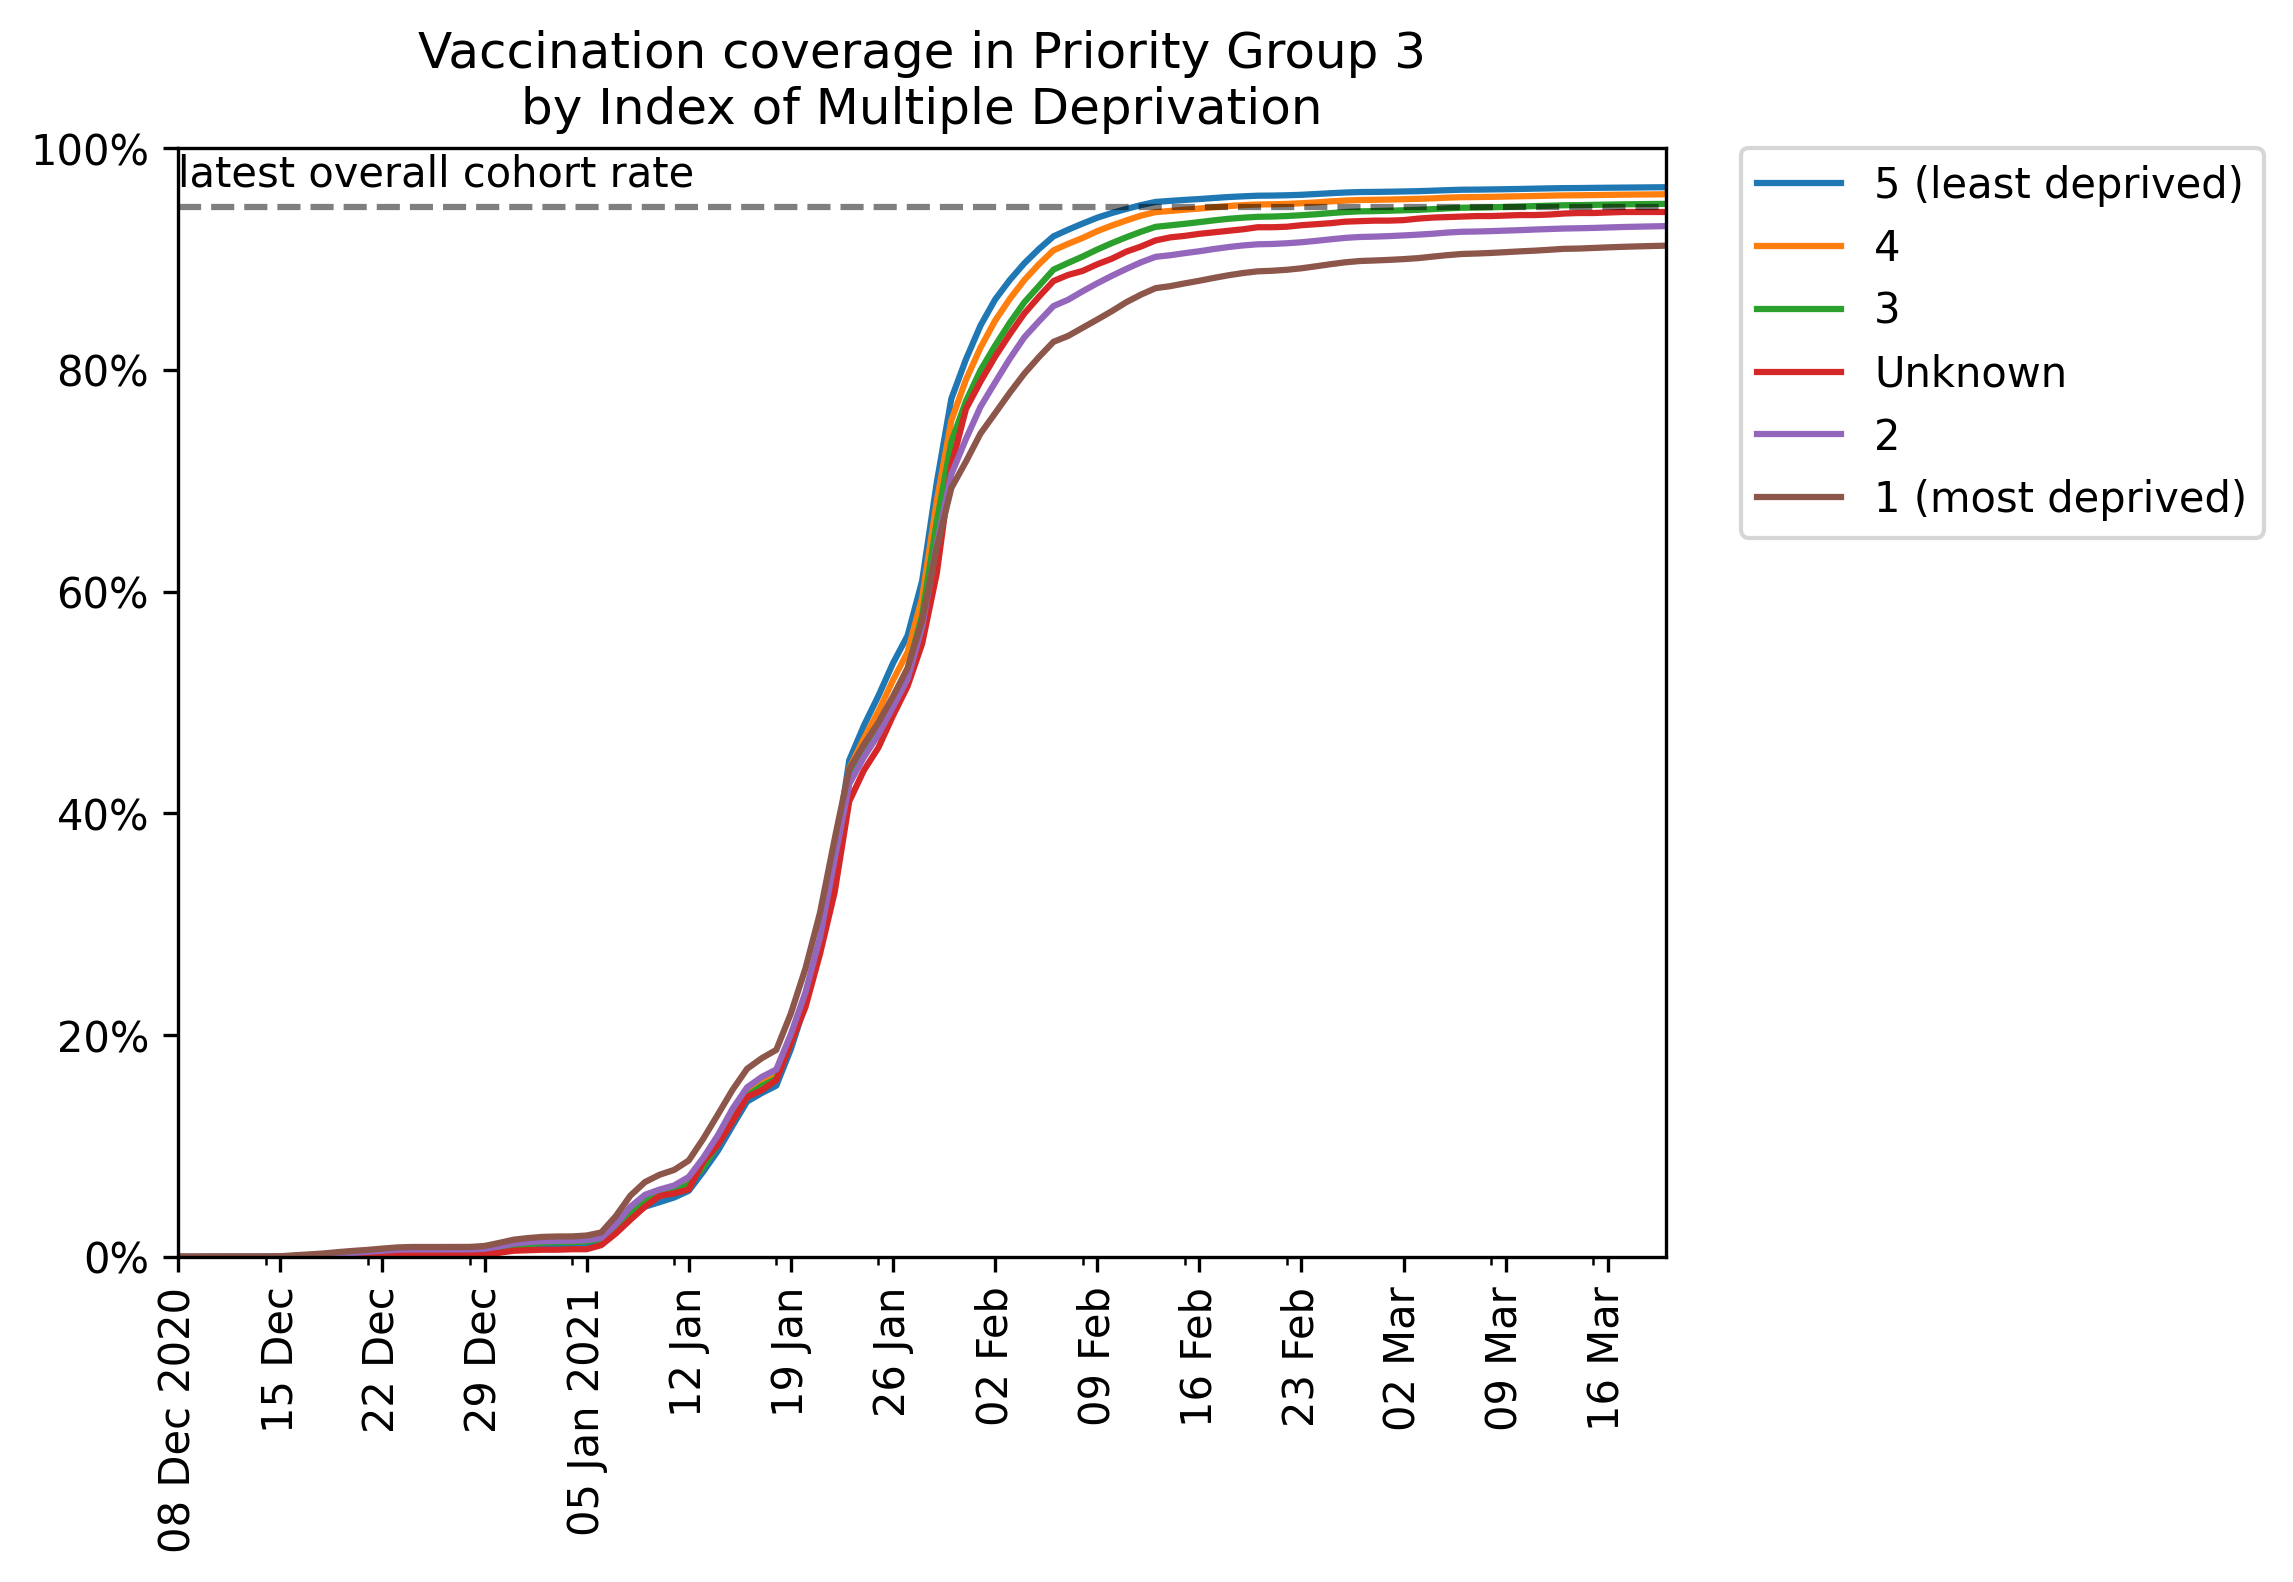 Vaccination coverage in Priority Group 3
by Index of Multiple Deprivation
100%
latest overall cohort rate
80%
60%
40%
20%
0%
08 Dec 2020
15 Dec
22 Dec
29 Dec
05 Jan 2021
12 Jan
19 Jan
26 Jan
02 Feb
09 Feb
16 Feb
23 Feb
02 Mar
09 Mar
16 Mar
5 (least deprived)
4
3
Unknown
2
1 (most deprived)